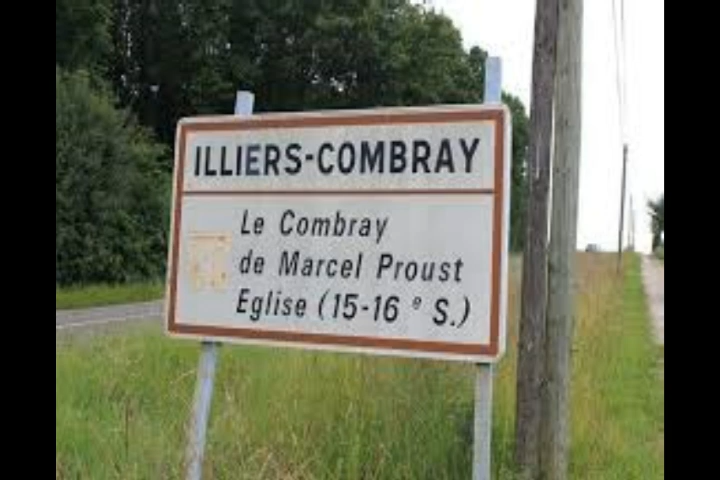 ILLIERS-COMBRAY
Le Combray
de Marcel Proust
Eglise (15-16 e S.)